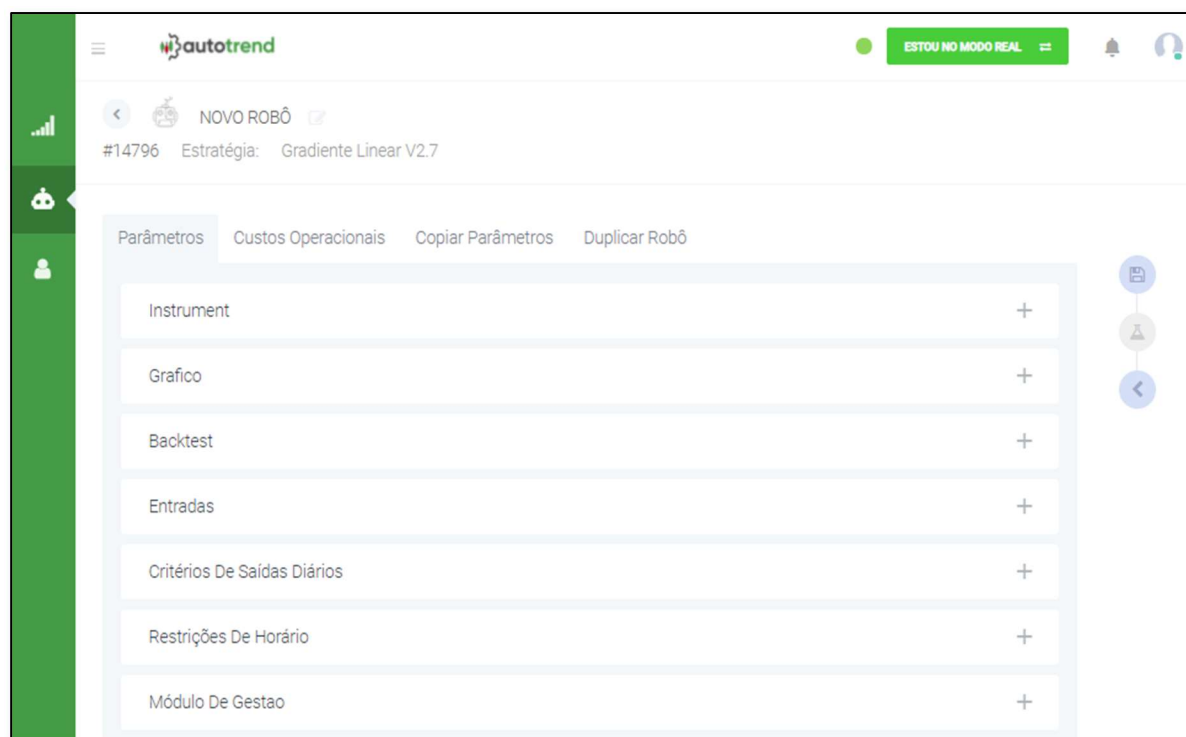 autotrend
ESTOU NO MODO REAL
NOVO ROBÔ
#14796 Estratégia: Gradiente Linear V2.7
Parâmetros Custos Operacionais Copiar Parâmetros Duplicar Robô
Instrument
Grafico
Backtest
Entradas
Critérios De Saídas Diários
Restrições De Horário
Módulo De Gestao